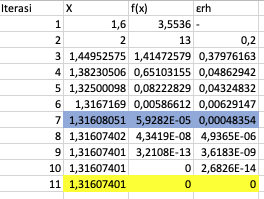 Iterasi X f(x) εrh
1 1,6 3,5536 -
2 2 13 0,2
3 1,44952575 1,41472579 0,37976163
4 1,38230506 0,65103155 0,04862942
5 1,32500098 0,08222829 0,04324832
6 1,3167169 0,00586612 0,00629147
7 1,31608051 5,9282E-05 0,00048354
8 1,31607402 4,3419E-08 4,9365E-06
9 1,31607401 3,2108E-13 3,6183E-09
10 1,31607401 0 2,6826E-14
11 1,31607401 0 0